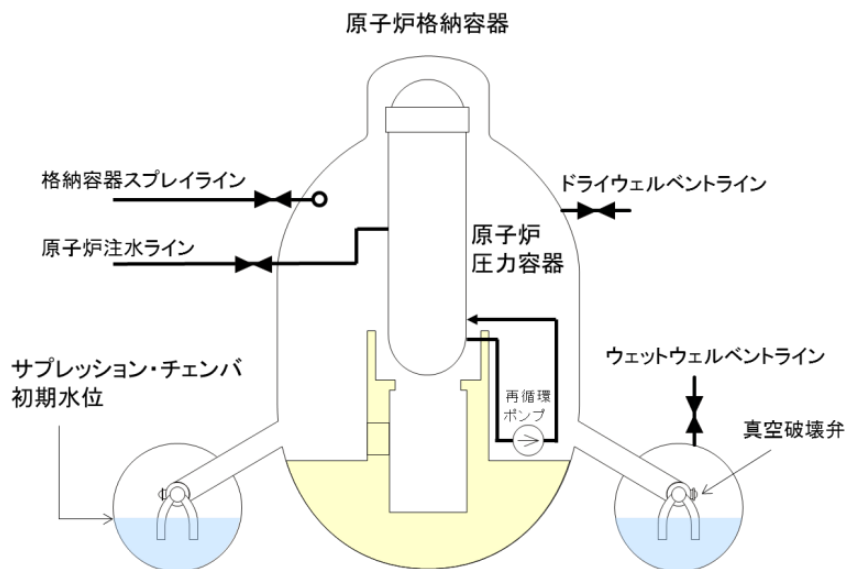 原子炉格納容器
格納容器スプレイライン
ドライウェルベントライン
原子炉注水ライン
原子炉
圧力容器
サプレッション・チェンバ
初期水位
ウェットウェルベントライン
再循環
ポンプ
真空破壊弁